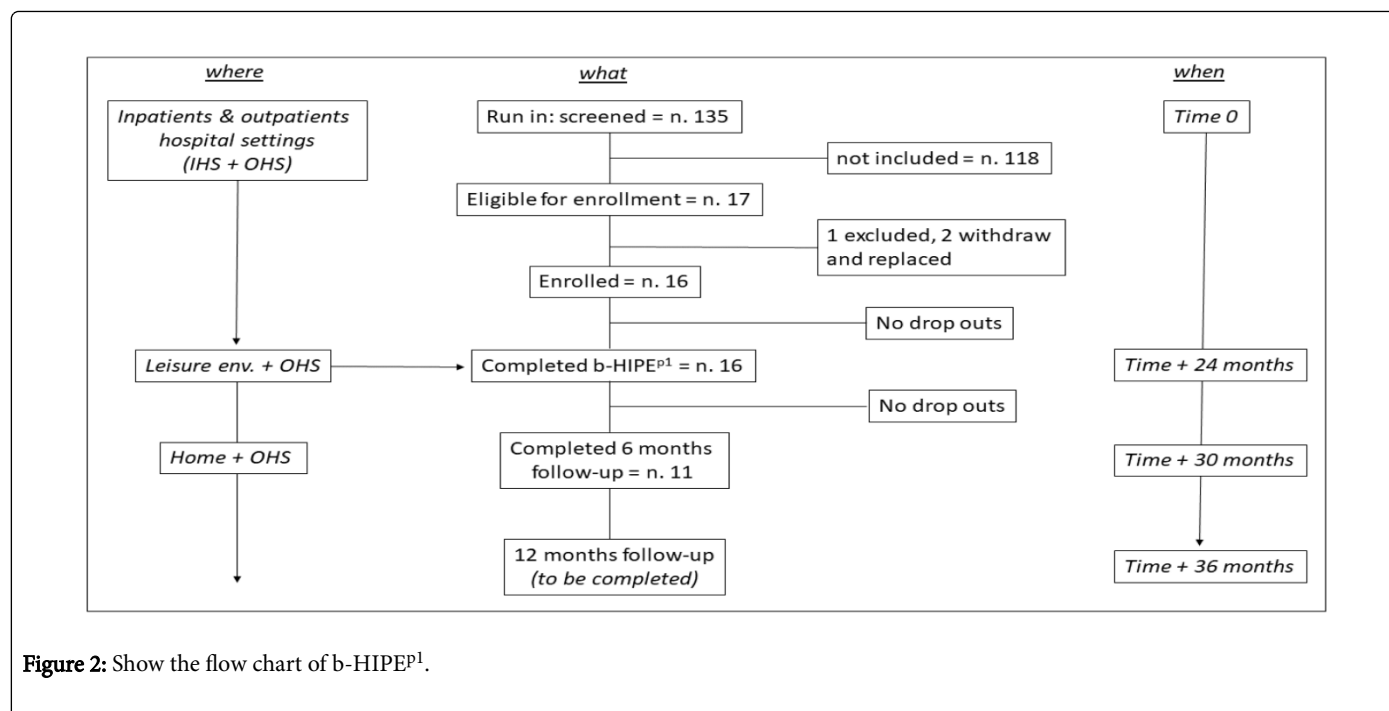 where
what
when
Inpatients & outpatients
hospital settings
(IHS + OHS)
Run in: screened = n. 135
Time 0
not included = n. 118
Eligible for enrollment = n. 17
1 excluded, 2 withdraw
and replaced
Enrolled = n. 16
No drop outs
Leisure env. + OHS
Completed b-HIPEᵖ¹ = n. 16
Time + 24 months
No drop outs
Home + OHS
Completed 6 months
follow-up = n. 11
Time + 30 months
12 months follow-up
(to be completed)
Time + 36 months
Figure 2: Show the flow chart of b-HIPEᵖ¹.